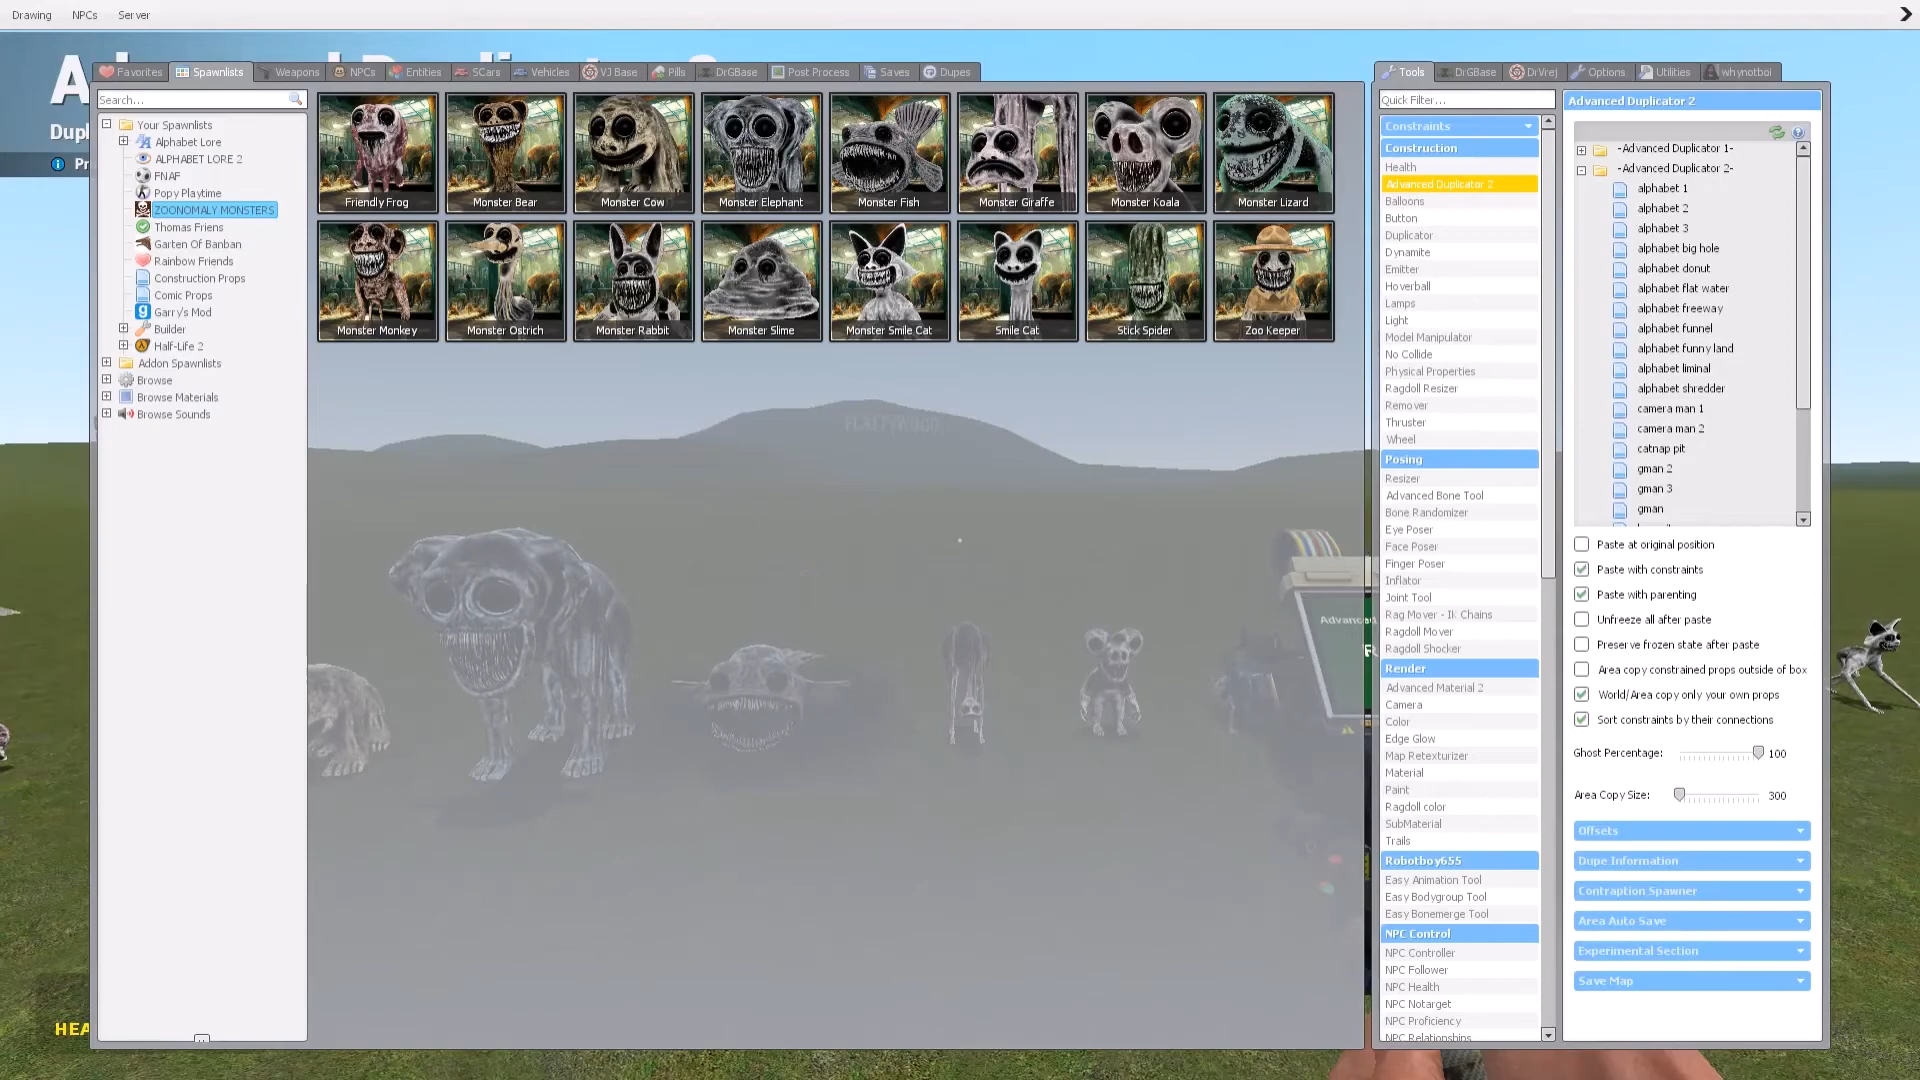 Drawing NPCs Server
Favorites Spawnlists Weapons NPCs Entities SCars Vehicles VJ Base Pills DrGBase Post Process Saves Dupes
Search...
Your Spawnlists
Alphabet Lore
ALPHABET LORE 2
FNAF
Popy Playtime
ZOONOMALY MONSTERS
Thomas Friens
Garten Of Banban
Rainbow Friends
Construction Props
Comic Props
Garry's Mod
Builder
Half-Life 2
Addon Spawnlists
Browse
Browse Materials
Browse Sounds
Friendly Frog Monster Bear Monster Cow Monster Elephant Monster Fish Monster Giraffe Monster Koala Monster Lizard
Monster Monkey Monster Ostrich Monster Rabbit Monster Slime Monster Smile Cat Smile Cat Stick Spider Zoo Keeper
FLATTYWOOD
HEA
Tools DrGBase DrVrej Options Utilities whynotboi
Quick Filter...
Constraints
Construction
Health
Advanced Duplicator 2
Balloons
Button
Duplicator
Dynamite
Emitter
Hoverball
Lamps
Light
Model Manipulator
No Collide
Physical Properties
Ragdoll Resizer
Remover
Thruster
Wheel
Posing
Resizer
Advanced Bone Tool
Bone Randomizer
Eye Poser
Face Poser
Finger Poser
Inflator
Joint Tool
Rag Mover - IK Chains
Ragdoll Mover
Ragdoll Shocker
Render
Advanced Material 2
Camera
Color
Edge Glow
Map Retexturizer
Material
Paint
Ragdoll color
SubMaterial
Trails
Robotboy655
Easy Animation Tool
Easy Bodygroup Tool
Easy Bonemerge Tool
NPC Control
NPC Controller
NPC Follower
NPC Health
NPC Notarget
NPC Proficiency
NPC Relationships
Advanced Duplicator 2
-Advanced Duplicator 1-
-Advanced Duplicator 2-
alphabet 1
alphabet 2
alphabet 3
alphabet big hole
alphabet donut
alphabet flat water
alphabet freeway
alphabet funnel
alphabet funny land
alphabet liminal
alphabet shredder
camera man 1
camera man 2
catnap pit
gman 2
gman 3
gman
Paste at original position
Paste with constraints
Paste with parenting
Unfreeze all after paste
Preserve frozen state after paste
Area copy constrained props outside of box
World/Area copy only your own props
Sort constraints by their connections
Ghost Percentage: 100
Area Copy Size: 300
Offsets
Dupe Information
Contraption Spawner
Area Auto Save
Experimental Section
Save Map